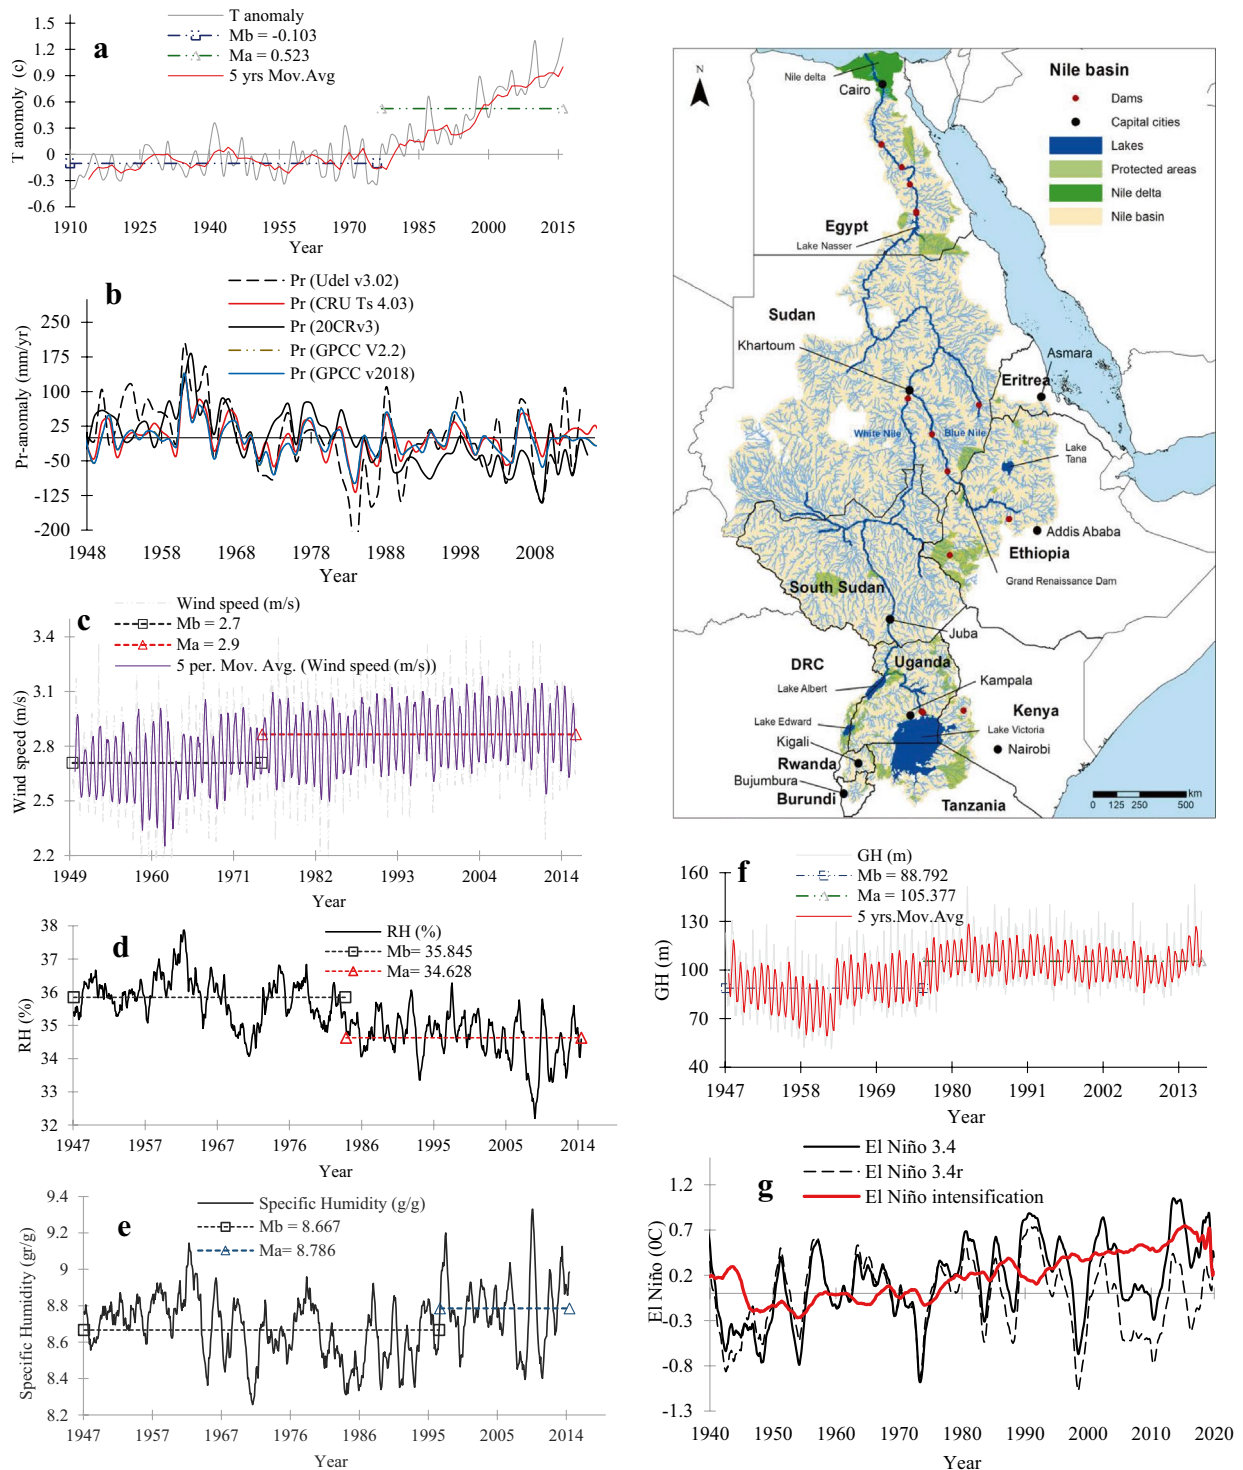 a
T anomaly
Mb = -0.103
Ma = 0.523
5 yrs Mov.Avg
T anomoly (c)
1.5
1.2
0.9
0.6
0.3
0
-0.3
-0.6
1910 1925 1940 1955 1970 1985 2000 2015
Year
b
Pr (Udel v3.02)
Pr (CRU Ts 4.03)
Pr (20CRv3)
Pr (GPCC V2.2)
Pr (GPCC v2018)
Pr-anomaly (mm/yr)
250
175
100
25
-50
-125
-200
1948 1958 1968 1978 1988 1998 2008
Year
c
Wind speed (m/s)
Mb = 2.7
Ma = 2.9
5 per. Mov. Avg. (Wind speed (m/s))
Wind speed (m/s)
3.4
3.1
2.8
2.5
2.2
1949 1960 1971 1982 1993 2004 2015
Year
d
RH (%)
Mb= 35.845
Ma= 34.628
RH (%)
38
37
36
35
34
33
32
1947 1957 1967 1976 1986 1995 2005 2014
Year
e
Specific Humidity (g/g)
Mb = 8.667
Ma= 8.786
Specific Humidity (gr/g)
9.4
9.2
9
8.8
8.6
8.4
8.2
1947 1957 1967 1976 1986 1995 2005 2014
Year
N
Nile basin
Dams
Capital cities
Lakes
Protected areas
Nile delta
Nile basin
Nile delta
Cairo
Egypt
Lake Nasser
Sudan
Khartoum
Asmara
Eritrea
White Nile
Blue Nile
Lake
Tana
Addis Ababa
Ethiopia
Grand Renaissance Dam
South Sudan
Juba
DRC
Uganda
Lake Albert
Kampala
Kenya
Lake Edward
Lake Victoria
Kigali
Nairobi
Rwanda
Bujumbura
Burundi
Tanzania
km
0 125 250 500
f
GH (m)
Mb = 88.792
Ma = 105.377
5 yrs.Mov.Avg
GH (m)
160
130
100
70
40
1947 1958 1969 1980 1991 2002 2013
Year
g
El Niño 3.4
El Niño 3.4r
El Niño intensification
El Niño (0C)
1.2
0.7
0.2
-0.3
-0.8
-1.3
1940 1950 1960 1970 1980 1990 2000 2010 2020
Year